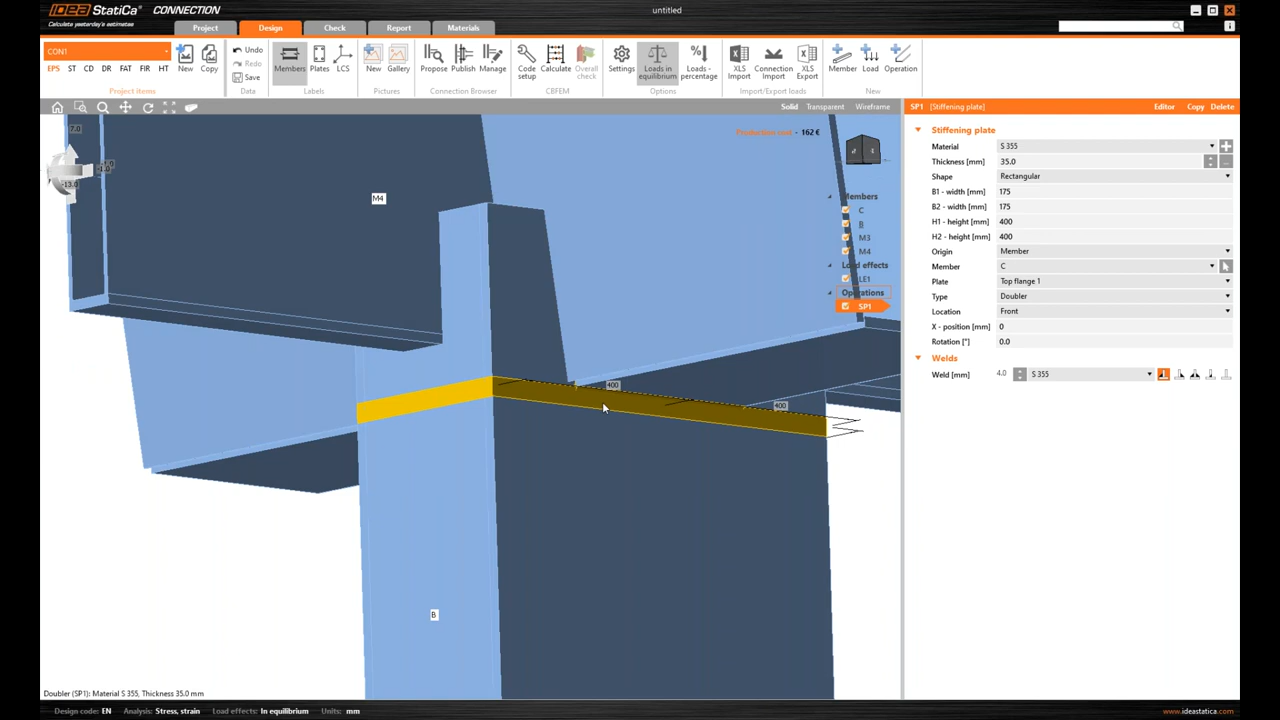 IDEA StatiCa® CONNECTION
Calculate yesterday's estimates
untitled
Project Design Check Report Materials
CON1
EPS ST CD DR FAT FIR HT
Project items
New Copy
Undo
Redo
Save
Data
Members Plates LCS
Labels
New Gallery
Pictures
Propose Publish Manage
Connection Browser
Code setup Calculate Overall check
CBFEM
Settings Loads in equilibrium Loads - percentage
Options
XLS Import Connection Import XLS Export
Import/Export loads
Member Load Operation
New
Solid Transparent Wireframe
Production cost - 162 €
7.0
-13.0
M4
400
400
B
Members
C
B
M3
M4
Load effects
LE1
Operations
SP1
SP1 [Stiffening plate] Editor Copy Delete
Stiffening plate
Material S 355
Thickness [mm] 35.0
Shape Rectangular
B1 - width [mm] 175
B2 - width [mm] 175
H1 - height [mm] 400
H2 - height [mm] 400
Origin Member
Member C
Plate Top flange 1
Type Doubler
Location Front
X - position [mm] 0
Rotation [°] 0.0
Welds
Weld [mm] 4.0 S 355
Doubler (SP1): Material S 355, Thickness 35.0 mm
Design code: EN Analysis: Stress, strain Load effects: In equilibrium Units: mm
www.ideastatica.com